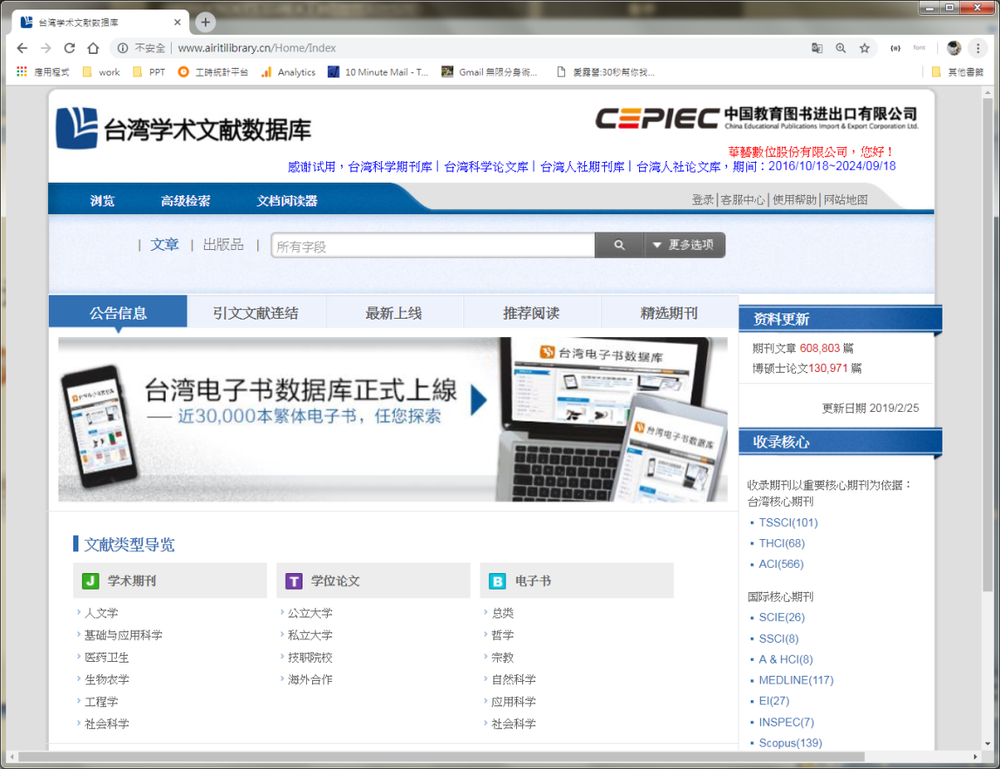 台湾学术文献数据库
不安全 | www.airitilibrary.cn/Home/Index
應用程式 work PPT 工時統計平台 Analytics 10 Minute Mail - T... Gmail 無限分身術... 愛露營:30秒幫你找... 其他書籤
台湾学术文献数据库
CEPIEC 中国教育图书进出口有限公司
China Educational Publications Import & Export Corporation Ltd.
華藝數位股份有限公司，您好！
感谢试用，台湾科学期刊库 | 台湾科学论文库 | 台湾人社期刊库 | 台湾人社论文库，期间：2016/10/18~2024/09/18
浏览 高级检索 文档阅读器
登录 | 客服中心 | 使用帮助 | 网站地图
| 文章 | 出版品 | 所有字段 更多选项
公告信息 引文文献连结 最新上线 推荐阅读 精选期刊
台湾电子书数据库正式上線
近30,000本繁体电子书，任您探索
台湾电子书数据库
台湾电子书数据库
资料更新
期刊文章 608,803 篇
博硕士论文130,971 篇
更新日期 2019/2/25
收录核心
收录期刊以重要核心期刊为依据：
台湾核心期刊
TSSCI(101)
THCI(68)
ACI(566)
国际核心期刊
SCIE(26)
SSCI(8)
A & HCI(8)
MEDLINE(117)
EI(27)
INSPEC(7)
Scopus(139)
文献类型导览
J 学术期刊
人文学
基础与应用科学
医药卫生
生物农学
工程学
社会科学
T 学位论文
公立大学
私立大学
技职院校
海外合作
B 电子书
总类
哲学
宗教
自然科学
应用科学
社会科学